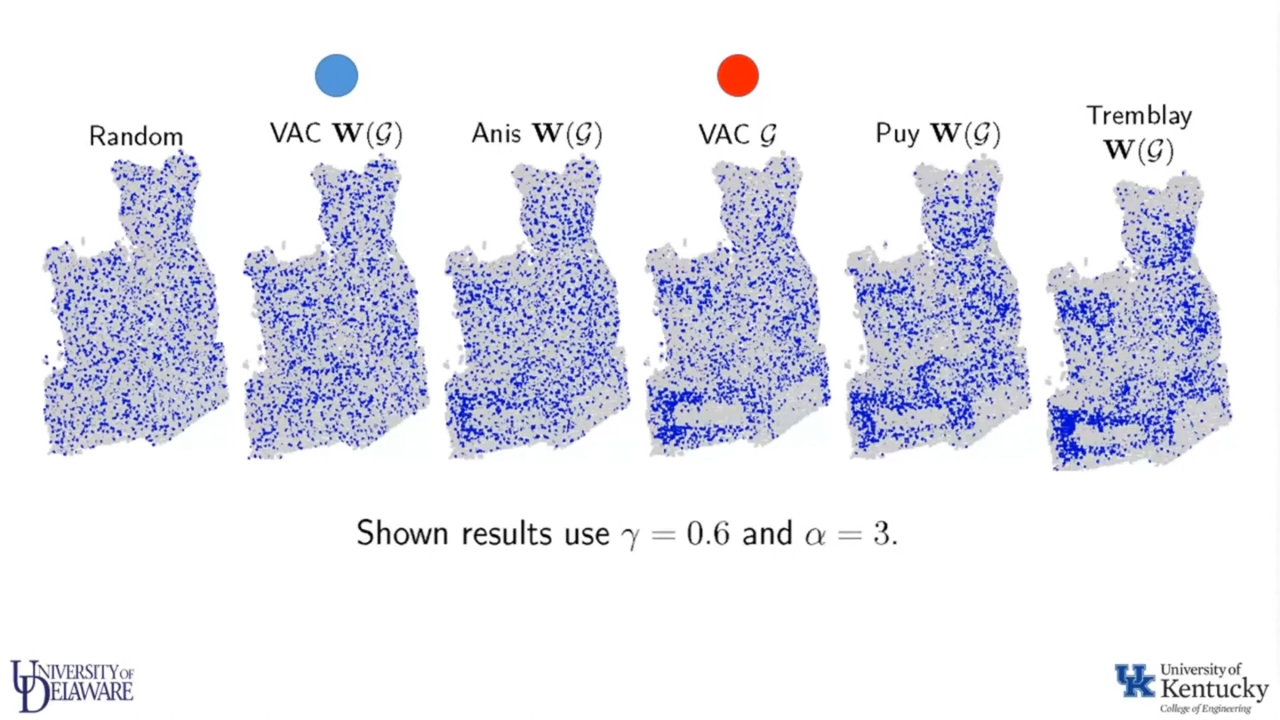 Random
VAC W(𝒢)
Anis W(𝒢)
VAC 𝒢
Puy W(𝒢)
Tremblay
W(𝒢)
Shown results use γ = 0.6 and α = 3.
UNIVERSITY OF
DELAWARE
UK
University of
Kentucky
College of Engineering